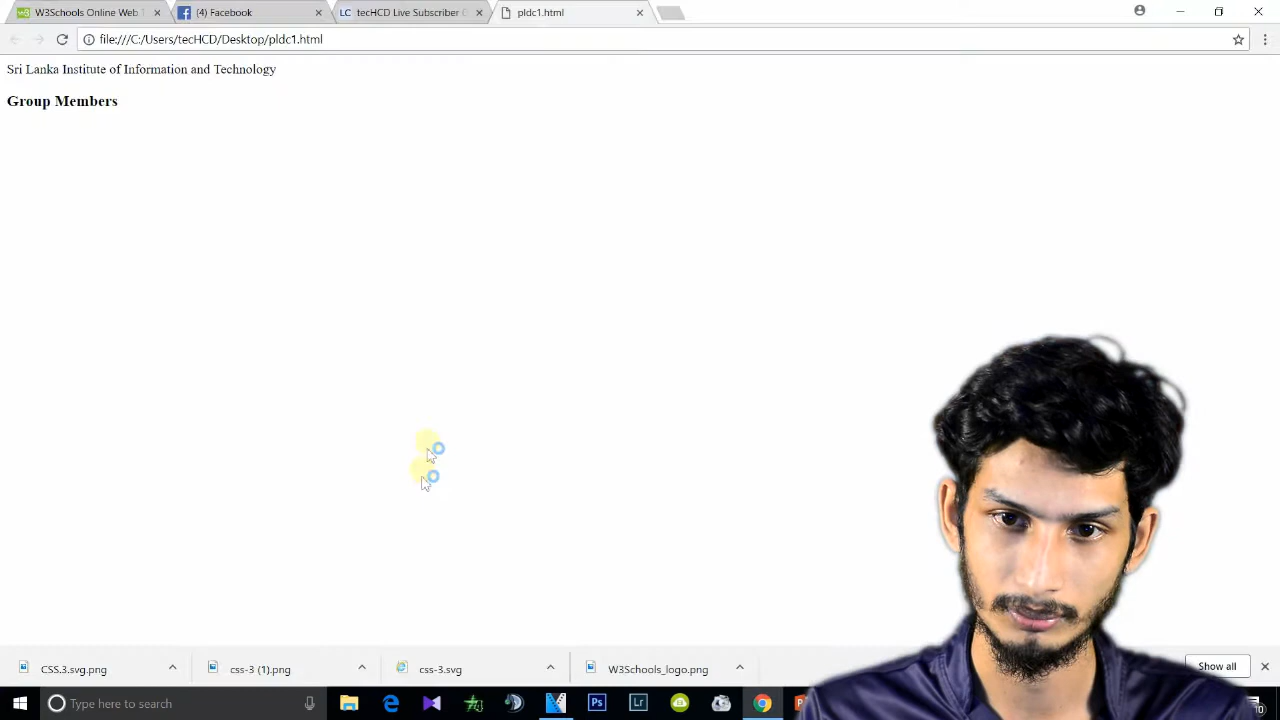 W3Schools Online Web
(4) Facebook
LC tecHCD Live Subscriber
pldc1.html
file:///C:/Users/tecHCD/Desktop/pldc1.html
Sri Lanka Institute of Information and Technology
Group Members
CSS.3.svg.png
css-3 (1).png
css-3.svg
W3Schools_logo.png
Show all
Type here to search
Ps
Lr